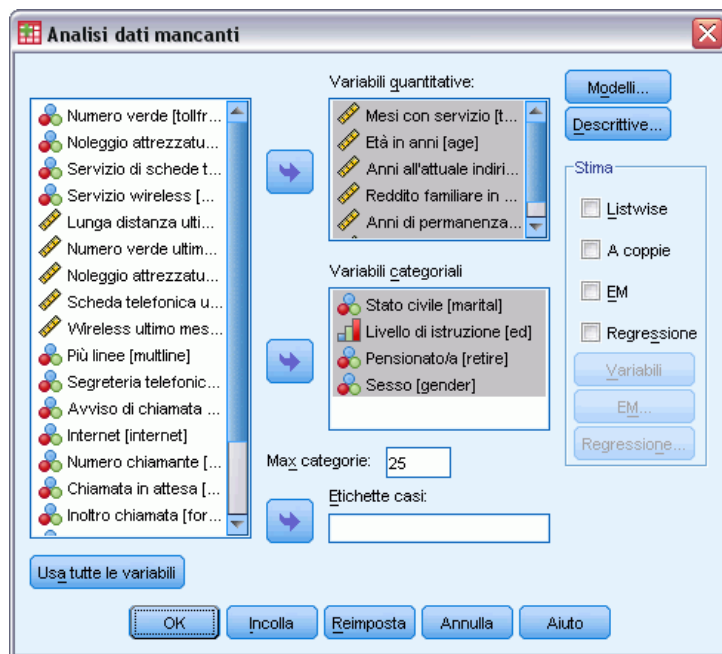 Analisi dati mancanti
Numero verde [tollfr...
Noleggio attrezzatu...
Servizio di schede t...
Servizio wireless [...
Lunga distanza ulti...
Numero verde ultim...
Noleggio attrezzatu...
Scheda telefonica u...
Wireless ultimo mes...
Più linee [multline]
Segreteria telefonic...
Avviso di chiamata ...
Internet [internet]
Numero chiamante [...
Chiamata in attesa [...
Inoltro chiamata [for...
Usa tutte le variabili
Variabili quantitative:
Mesi con servizio [t...
Età in anni [age]
Anni all'attuale indiri...
Reddito familiare in ...
Anni di permanenza...
Variabili categoriali
Stato civile [marital]
Livello di istruzione [ed]
Pensionato/a [retire]
Sesso [gender]
Max categorie: 25
Etichette casi:
Modelli...
Descrittive...
Stima
Listwise
A coppie
EM
Regressione
Variabili
EM...
Regressione...
OK Incolla Reimposta Annulla Aiuto